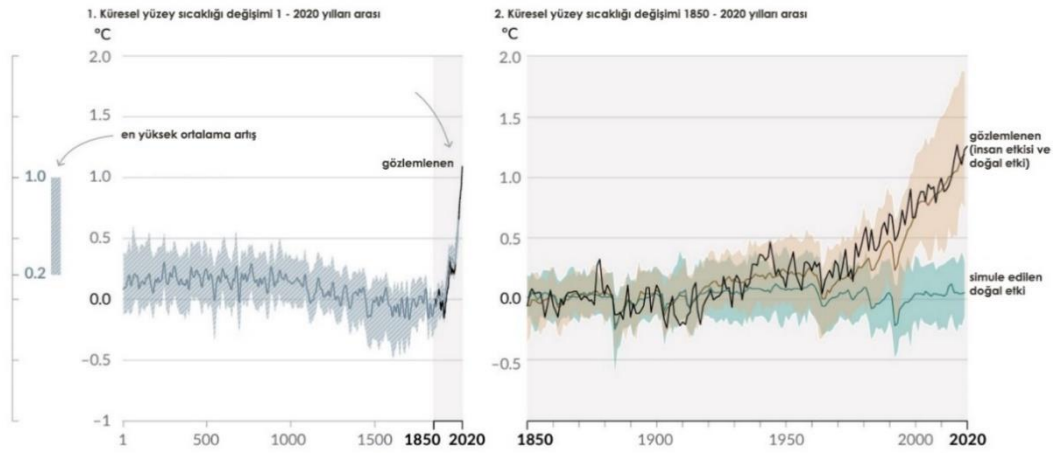 1. Küresel yüzey sıcaklığı değişimi 1 - 2020 yılları arası
°C
2.0
1.5
1.0
0.5
0.0
−0.5
−1
1 500 1000 1500 1850 2020
1.0
0.2
en yüksek ortalama artış
gözlemlenen
2. Küresel yüzey sıcaklığı değişimi 1850 - 2020 yılları arası
°C
2.0
1.5
1.0
0.5
0.0
−0.5
1850 1900 1950 2000 2020
gözlemlenen
(insan etkisi ve
doğal etki)
simule edilen
doğal etki